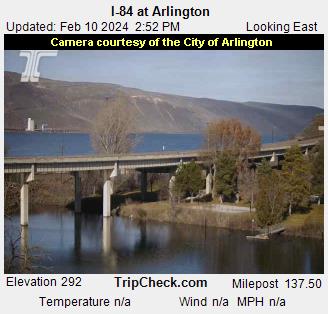 I-84 at Arlington
Updated: Feb 10 2024 2:52 PM Looking East
Camera courtesy of the City of Arlington
Elevation 292 TripCheck.com Milepost 137.50
Temperature n/a Wind n/a MPH n/a